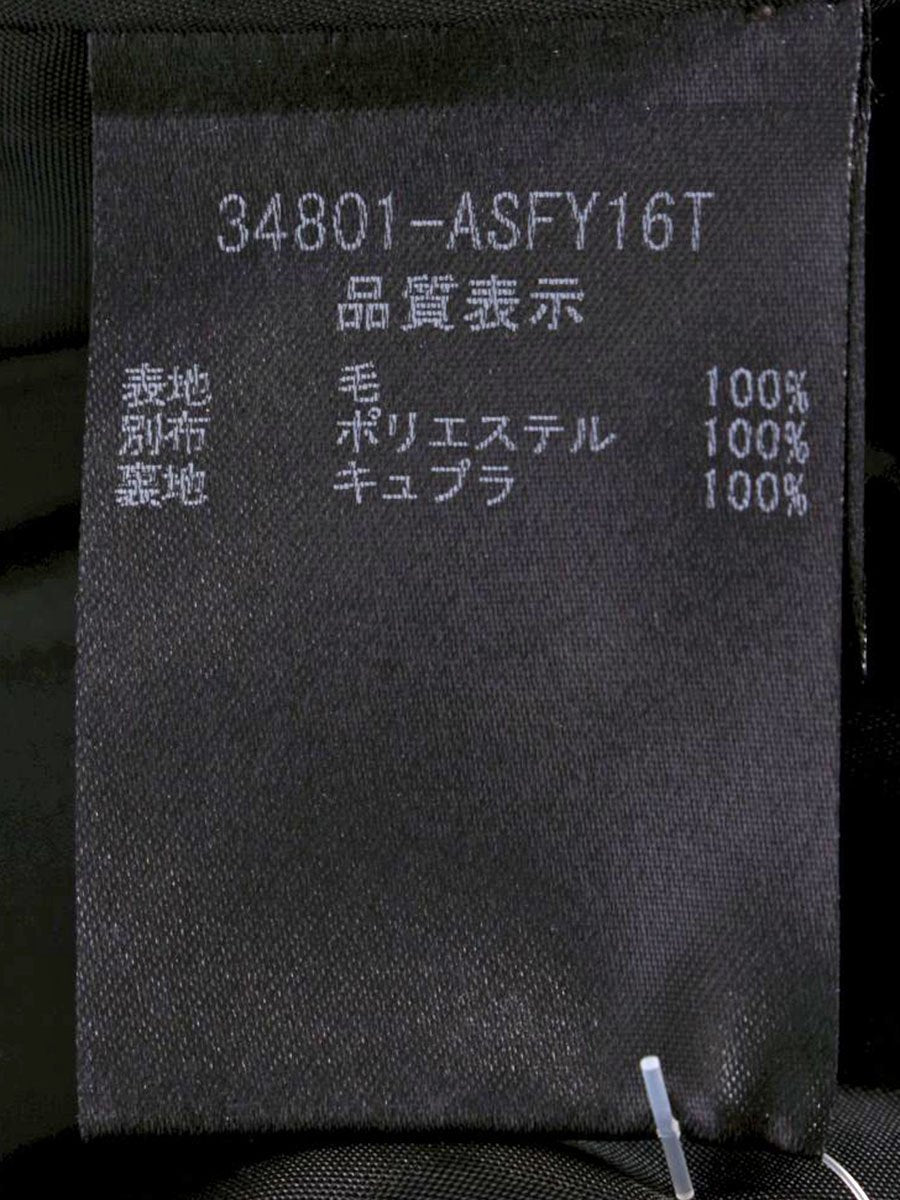 34801-ASFY16T
品質表示
表地 毛 100%
別布 ポリエステル 100%
裏地 キュプラ 100%